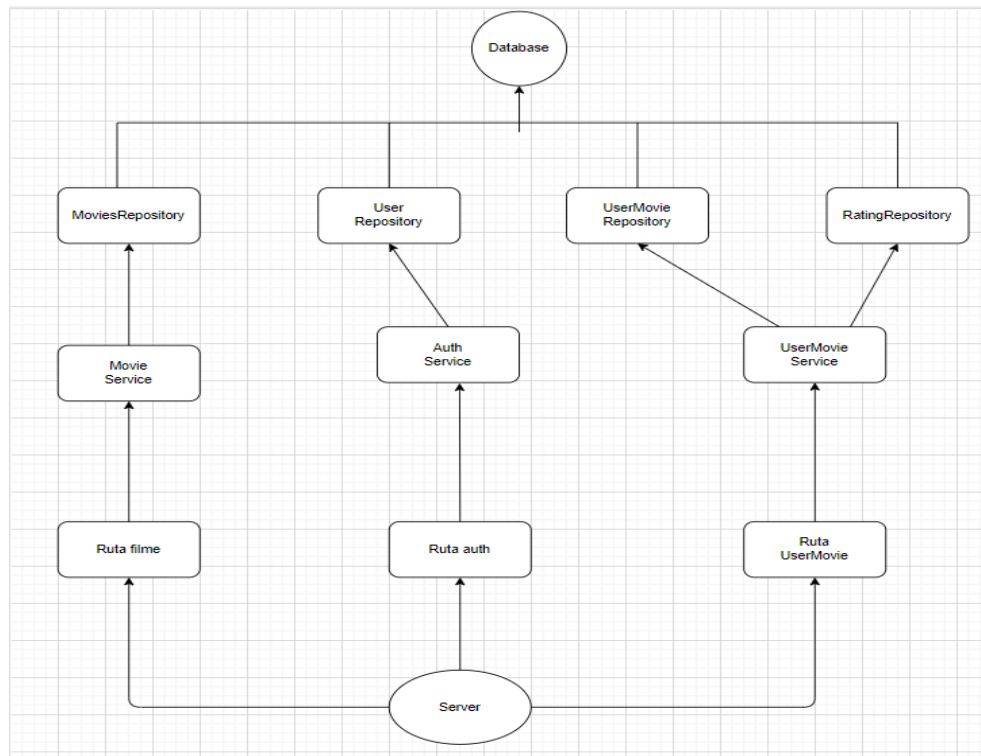 Database
MoviesRepository
User
Repository
UserMovie
Repository
RatingRepository
Movie
Service
Auth
Service
UserMovie
Service
Ruta filme
Ruta auth
Ruta
UserMovie
Server